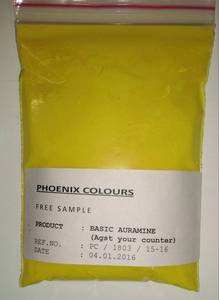 PHOENIX COLOURS
FREE SAMPLE
PRODUCT : BASIC AURAMINE
(Agst your counter)
REF.NO. : PC / 1803 / 15-16
DATE : 04.01.2016